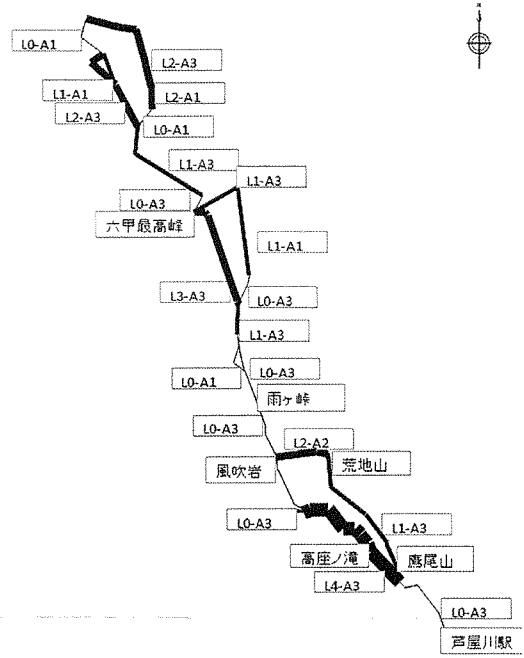 L0-A1
L2-A3
L1-A1
L2-A1
L2-A3
L0-A1
L1-A3
L1-A3
L0-A3
六甲最高峰
L1-A1
L3-A3
L0-A3
L1-A3
L0-A1
L0-A3
雨ヶ峠
L0-A3
L2-A2
風吹岩
荒地山
L0-A3
L1-A3
高座ノ滝
鷹尾山
L4-A3
L0-A3
芦屋川駅